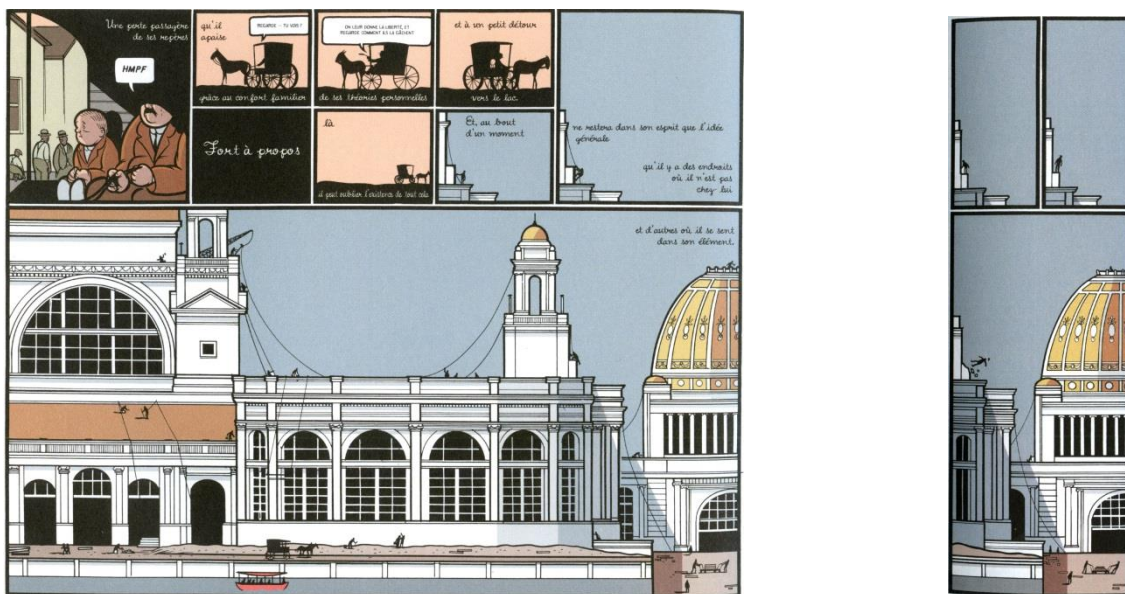 Une perte passagère
de ses repères
HMPF
qu'il
apaise
REGARDE - TU VOIS?
grâce au confort familier
ON LEUR DONNE LA LIBERTÉ, ET
REGARDE COMMENT ILS LA GÂCHENT.
de ses théories personnelles
et à son petit détour
vers le lac.
Fort à propos
là
il peut oublier l'existence de tout cela
Et, au bout
d'un moment
ne restera dans son esprit que l'idée
générale
qu'il y a des endroits
où il n'est pas
chez lui
et d'autres où il se sent
dans son élément.